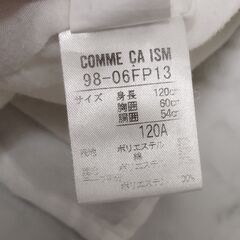 COMME ÇA ISM
98-06FP13
サイズ 身長 120cm
胸囲 60cm
胴囲 54cm
120A
ポリエステル
綿
ポリエステル